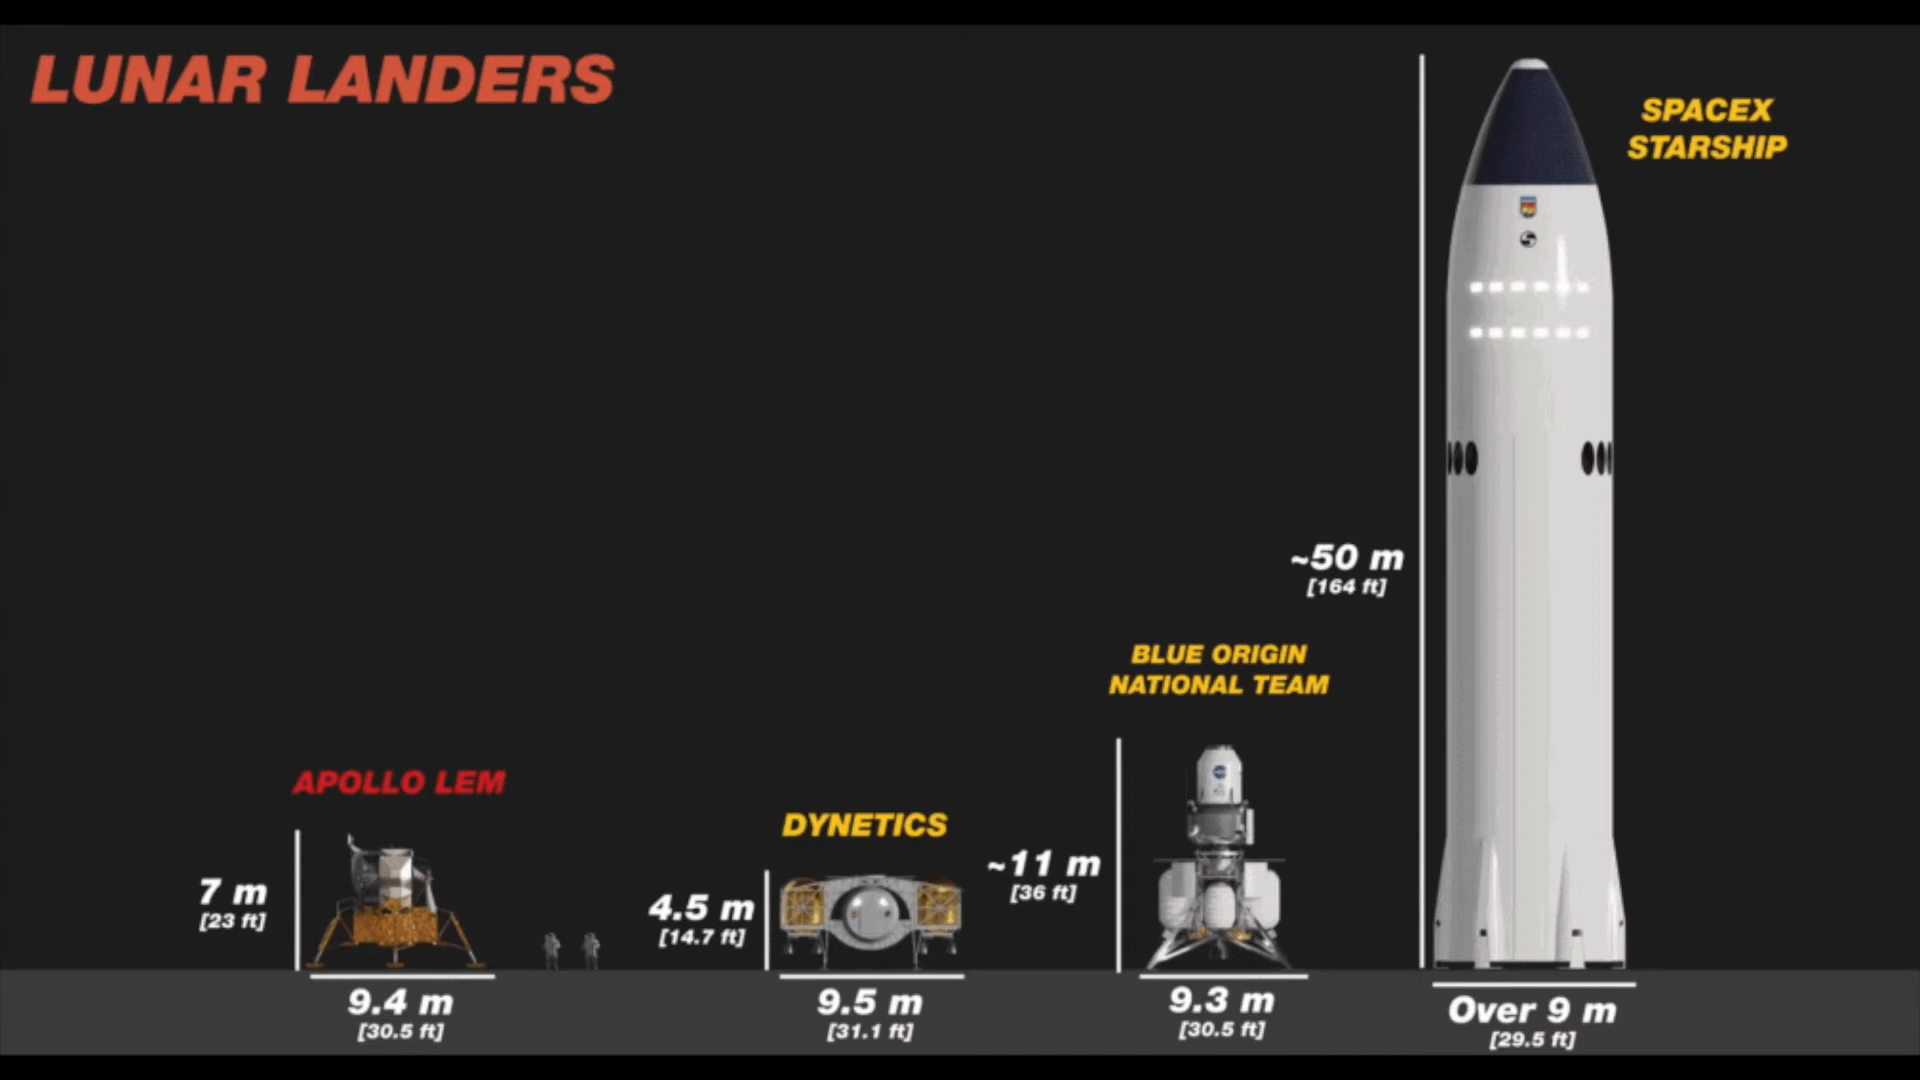 LUNAR LANDERS
SPACEX
STARSHIP
~50 m
[164 ft]
BLUE ORIGIN
NATIONAL TEAM
APOLLO LEM
DYNETICS
7 m
[23 ft]
4.5 m
[14.7 ft]
~11 m
[36 ft]
9.4 m
[30.5 ft]
9.5 m
[31.1 ft]
9.3 m
[30.5 ft]
Over 9 m
[29.5 ft]